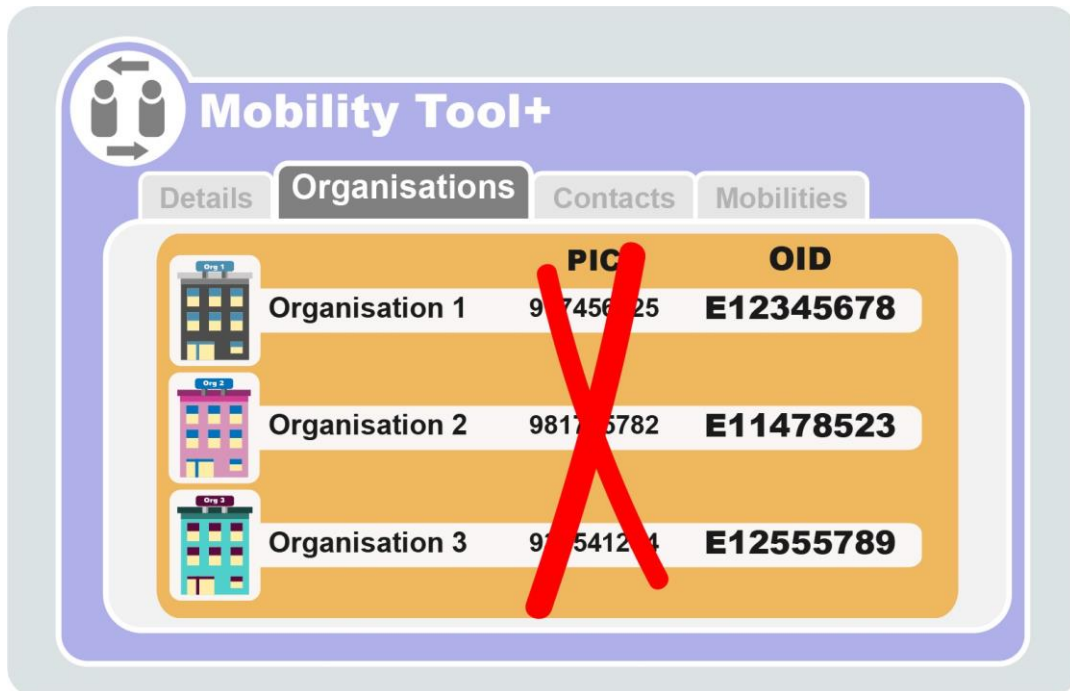 Mobility Tool+
Details Organisations Contacts Mobilities
PIC OID
Org 1
Organisation 1 E12345678
Org 2
Organisation 2 E11478523
Org 3
Organisation 3 E12555789